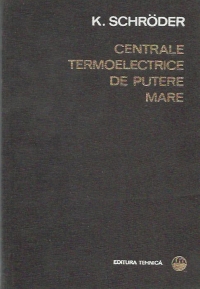 K. SCHRÖDER
CENTRALE
TERMOELECTRICE
DE PUTERE
MARE
EDITURA TEHNICĂ